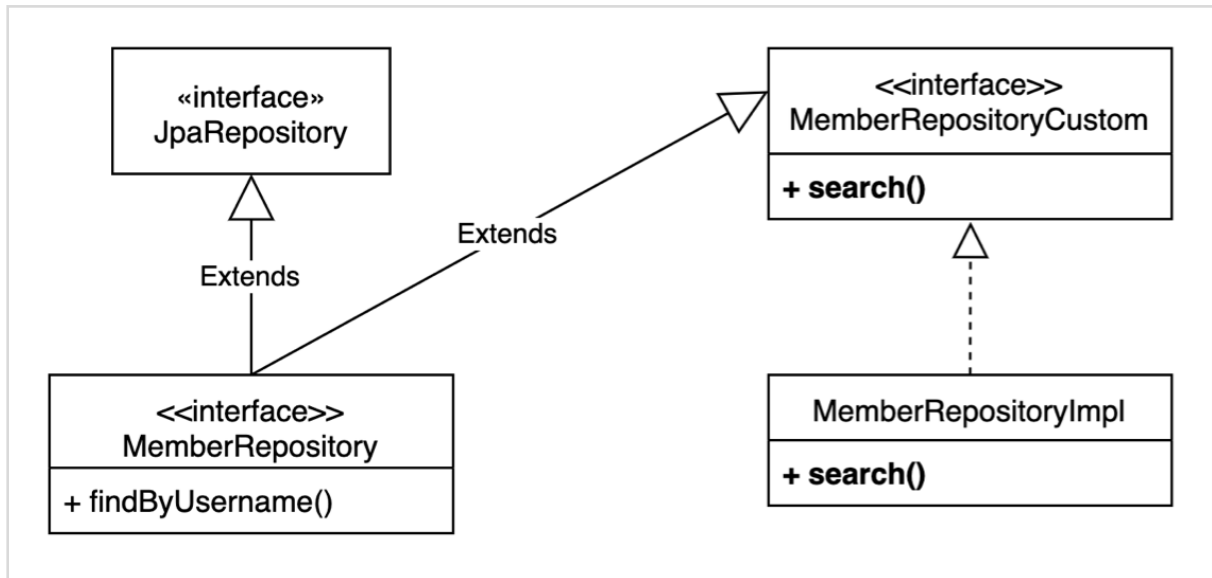 «interface»
JpaRepository
<<interface>>
MemberRepositoryCustom
+ search()
Extends
Extends
<<interface>>
MemberRepository
+ findByUsername()
MemberRepositoryImpl
+ search()